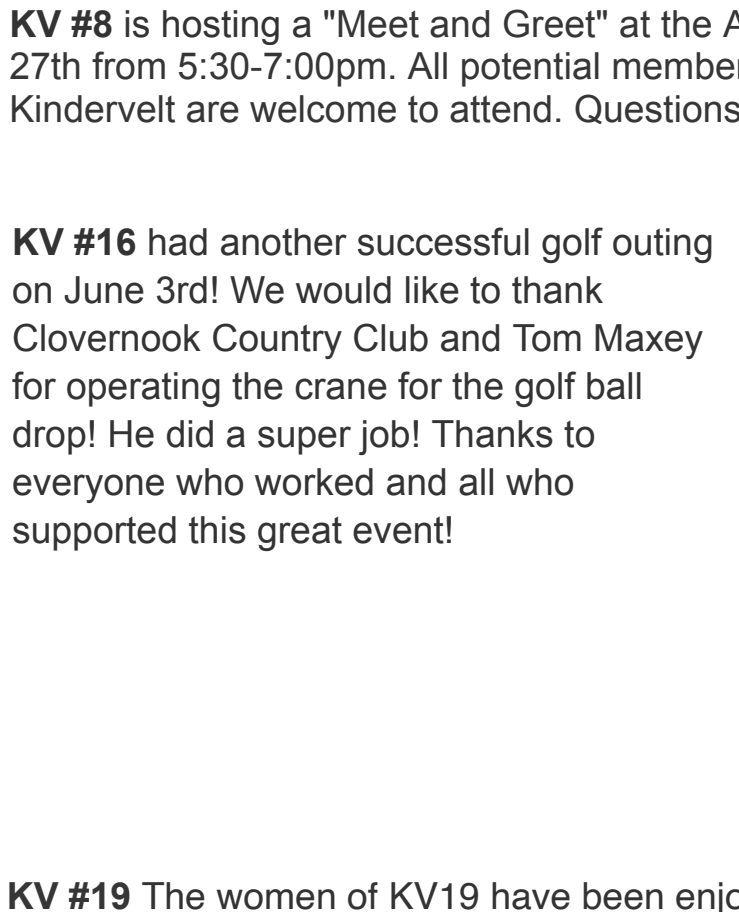 KV #8 is hosting a "Meet and Greet" at the
27th from 5:30-7:00pm. All potential
Kindervelt are welcome to attend. Questions
KV #16 had another successful golf outing
on June 3rd! We would like to thank
Clovernook Country Club and Tom Maxey
for operating the crane for the golf ball
drop! He did a super job! Thanks to
everyone who worked and all who
supported this great event!
KV #19 The women of KV19 have been